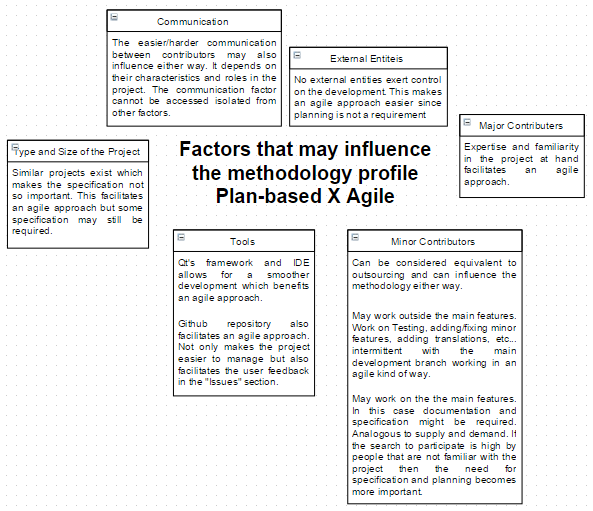 Communication
The easier/harder communication
between contributors may also
influence either way. It depends on
their characteristics and roles in the
project. The communication factor
cannot be accessed isolated from
other factors.
External Entiteis
No external entities exert control
on the development. This makes
an agile approach easier since
planning is not a requirement
Major Contributers
Expertise and familiarity
in the project at hand
facilitates an agile
approach.
Type and Size of the Project
Similar projects exist which
makes the specification not
so important. This facilitates
an agile approach but some
specification may still be
required.
Factors that may influence
the methodology profile
Plan-based X Agile
Tools
Qt's framework and IDE
allows for a smoother
development which benefits
an agile approach.
Github repository also
facilitates an agile approach.
Not only makes the project
easier to manage but also
facilitates the user feedback
in the "Issues" section.
Minor Contributors
Can be considered equivalent to
outsourcing and can influence the
methodology either way.
May work outside the main features.
Work on Testing, adding/fixing minor
features, adding translations, etc...
intermittent with the main
development branch working in an
agile kind of way.
May work on the the main features.
In this case documentation and
specification might be required.
Analogous to supply and demand. If
the search to participate is high by
people that are not familiar with the
project then the need for
specification and planning becomes
more important.